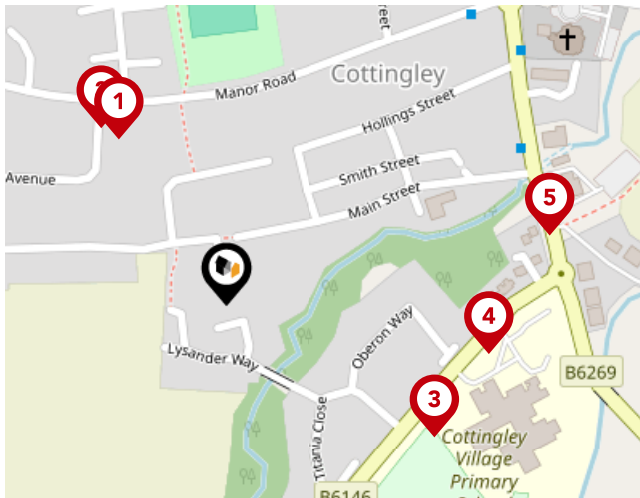 Cottingley
Manor Road
1
Hollings Street
Smith Street
Avenue
Main Street
5
4
Oberon Way
Lysander Way
B6269
3
Titania Close
Cottingley
Village
Primary
B6146